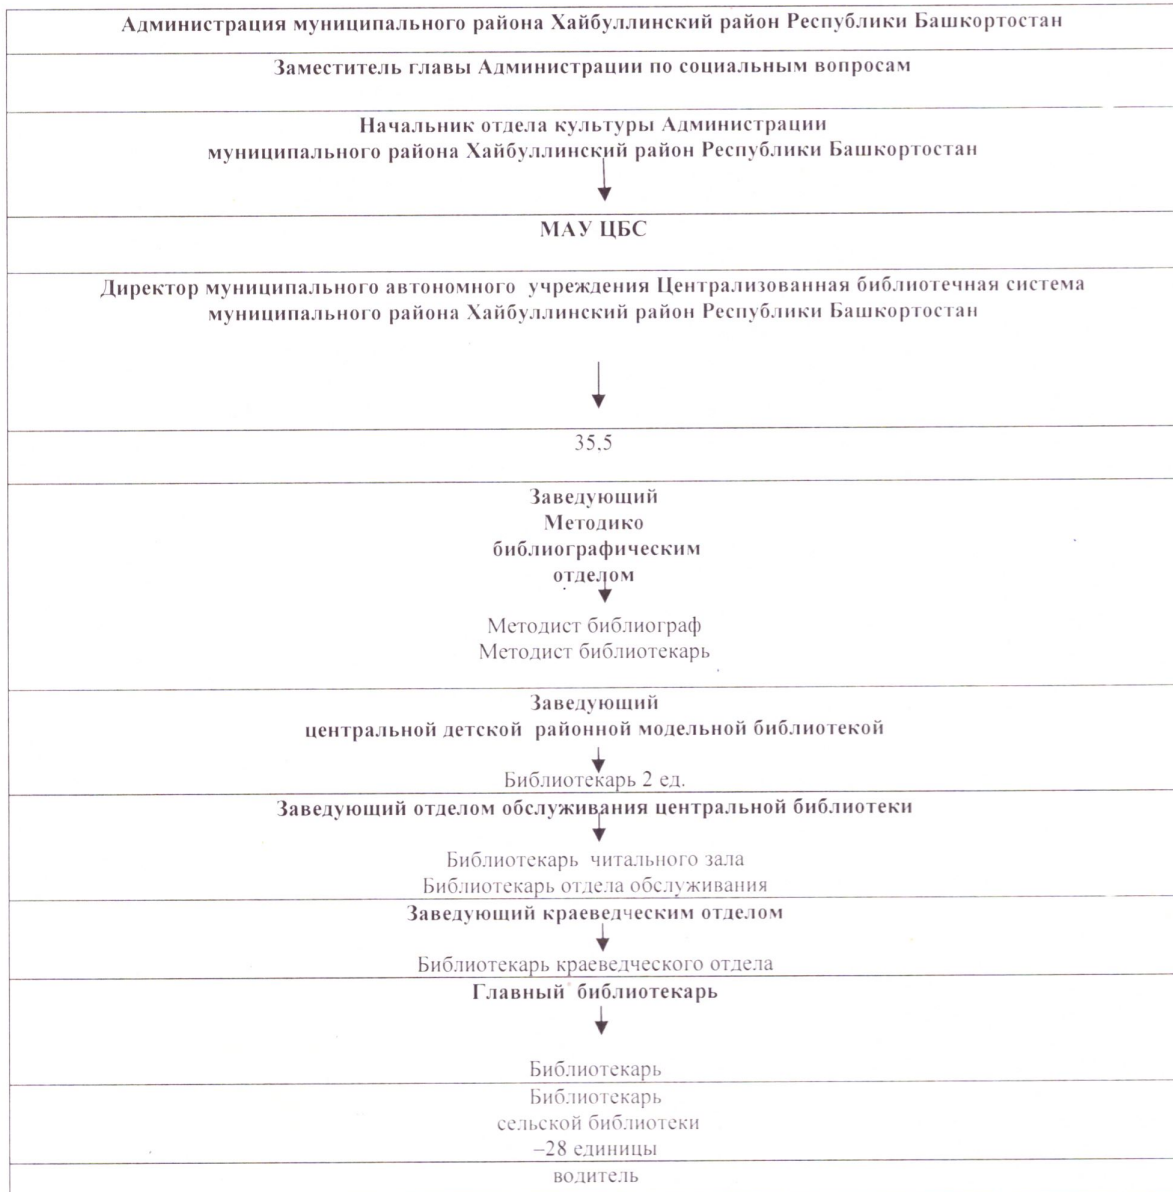 Администрация муниципального района Хайбуллинский район Республики Башкортостан
Заместитель главы Администрации по социальным вопросам
Начальник отдела культуры Администрации
муниципального района Хайбуллинский район Республики Башкортостан
МАУ ЦБС
Директор муниципального автономного учреждения Централизованная библиотечная система
муниципального района Хайбуллинский район Республики Башкортостан
35,5
Заведующий
Методико
библиографическим
отделом
Методист библиограф
Методист библиотекарь
Заведующий
центральной детской районной модельной библиотекой
Библиотекарь 2 ед.
Заведующий отделом обслуживания центральной библиотеки
Библиотекарь читального зала
Библиотекарь отдела обслуживания
Заведующий краеведческим отделом
Библиотекарь краеведческого отдела
Главный библиотекарь
Библиотекарь
Библиотекарь
сельской библиотеки
–28 единицы
водитель